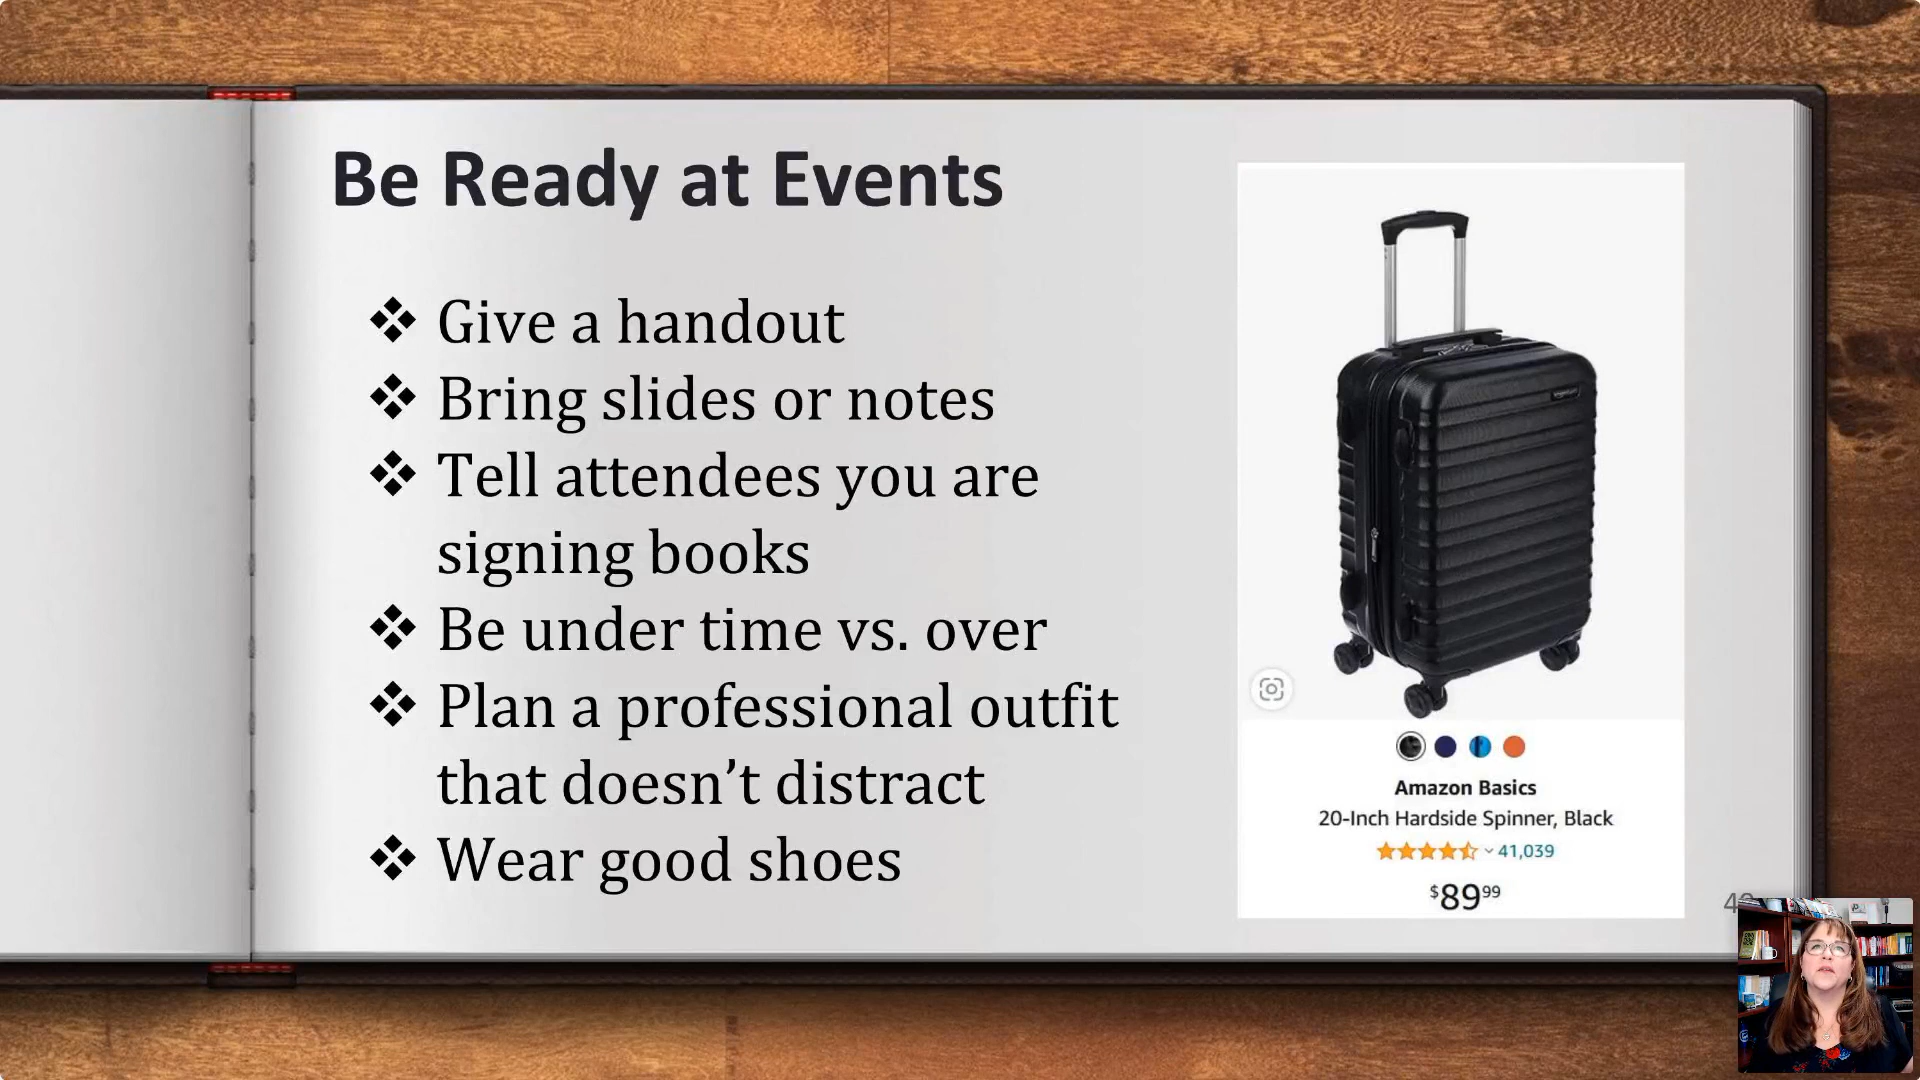 Be Ready at Events
❖ Give a handout
❖ Bring slides or notes
❖ Tell attendees you are
signing books
❖ Be under time vs. over
❖ Plan a professional outfit
that doesn’t distract
❖ Wear good shoes
Amazon Basics
20-Inch Hardside Spinner, Black
41,039
$8999